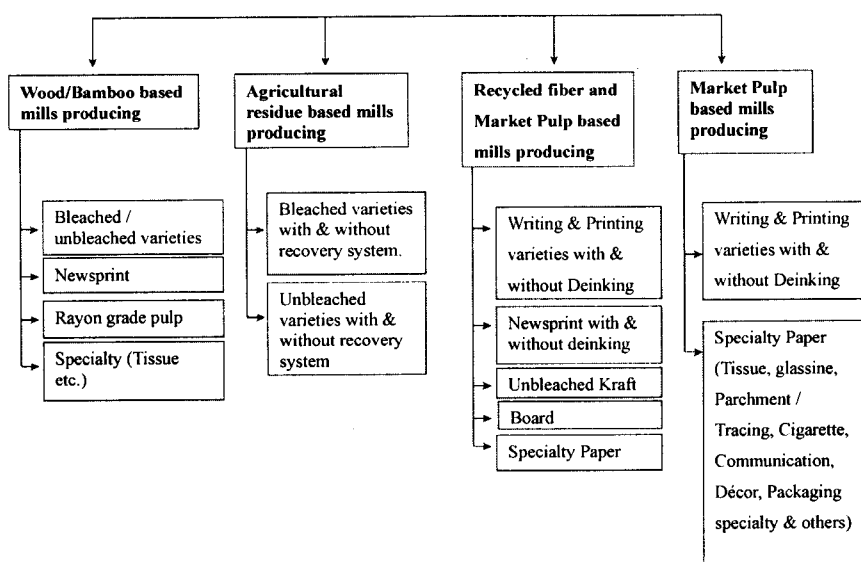 Wood/Bamboo based
mills producing
Bleached /
unbleached varieties
Newsprint
Rayon grade pulp
Specialty (Tissue
etc.)
Agricultural
residue based mills
producing
Bleached varieties
with & without
recovery system.
Unbleached
varieties with &
without recovery
system
Recycled fiber and
Market Pulp based
mills producing
Writing & Printing
varieties with &
without Deinking
Newsprint with &
without deinking
Unbleached Kraft
Board
Specialty Paper
Market Pulp
based mills
producing
Writing & Printing
varieties with &
without Deinking
Specialty Paper
(Tissue, glassine,
Parchment /
Tracing, Cigarette,
Communication,
Décor, Packaging
specialty & others)